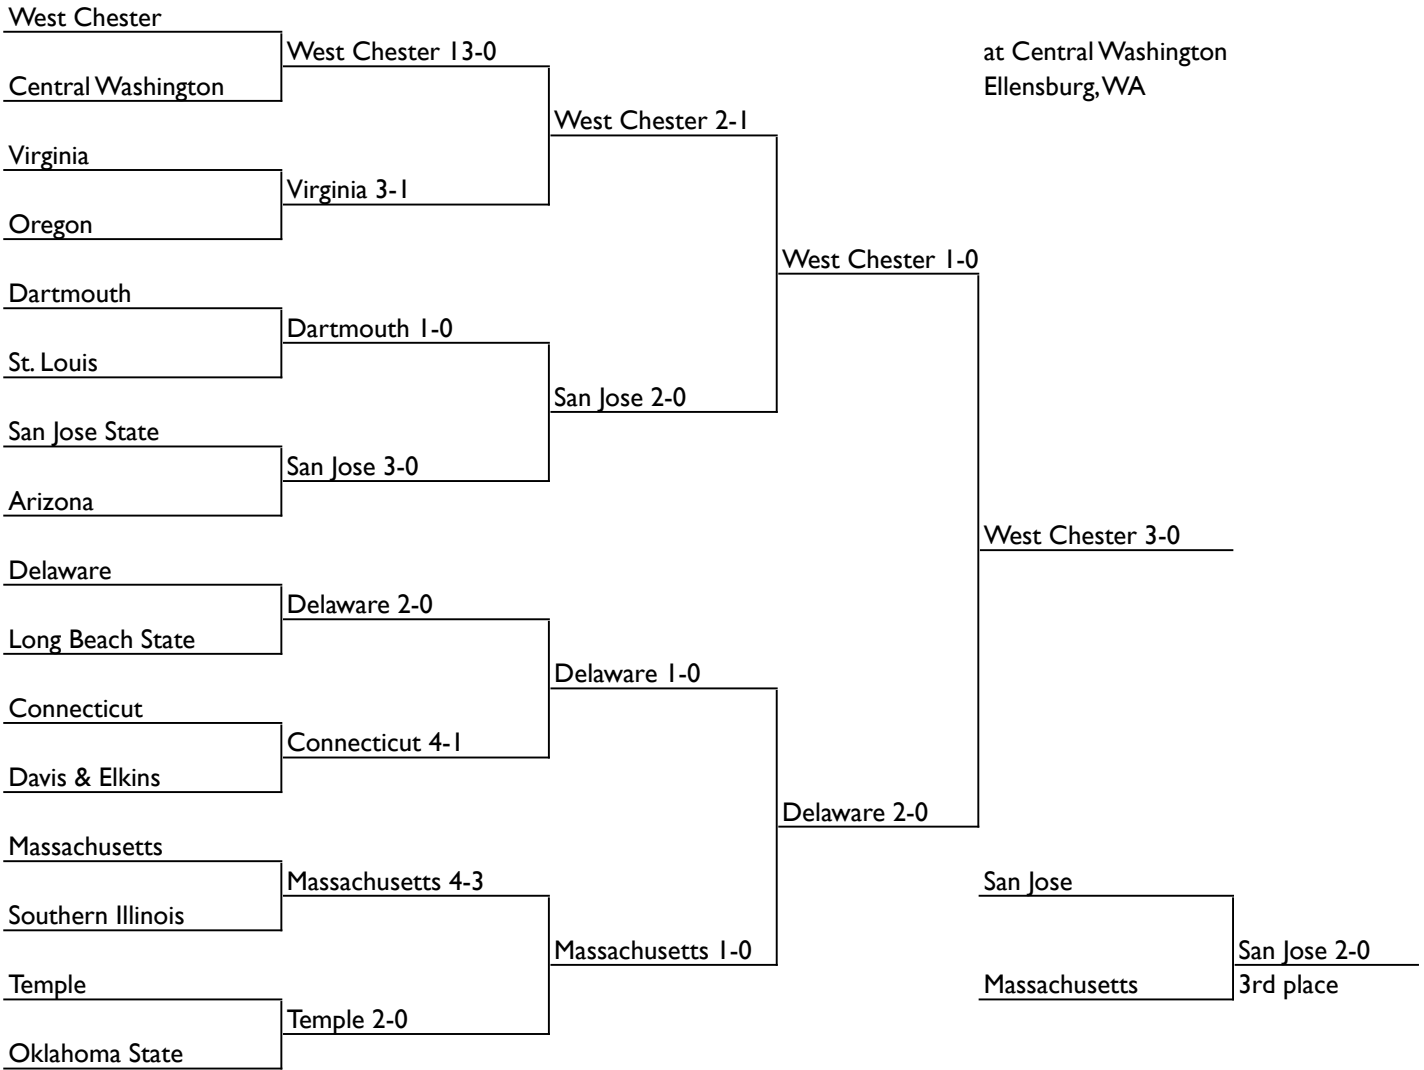 West Chester
West Chester 13-0
at Central Washington
Central Washington
Ellensburg, WA
West Chester 2-1
Virginia
Virginia 3-1
Oregon
West Chester 1-0
Dartmouth
Dartmouth 1-0
St. Louis
San Jose 2-0
San Jose State
San Jose 3-0
Arizona
West Chester 3-0
Delaware
Delaware 2-0
Long Beach State
Delaware 1-0
Connecticut
Connecticut 4-1
Davis & Elkins
Delaware 2-0
Massachusetts
Massachusetts 4-3
San Jose
Southern Illinois
Massachusetts 1-0
San Jose 2-0
Temple
Massachusetts
3rd place
Temple 2-0
Oklahoma State